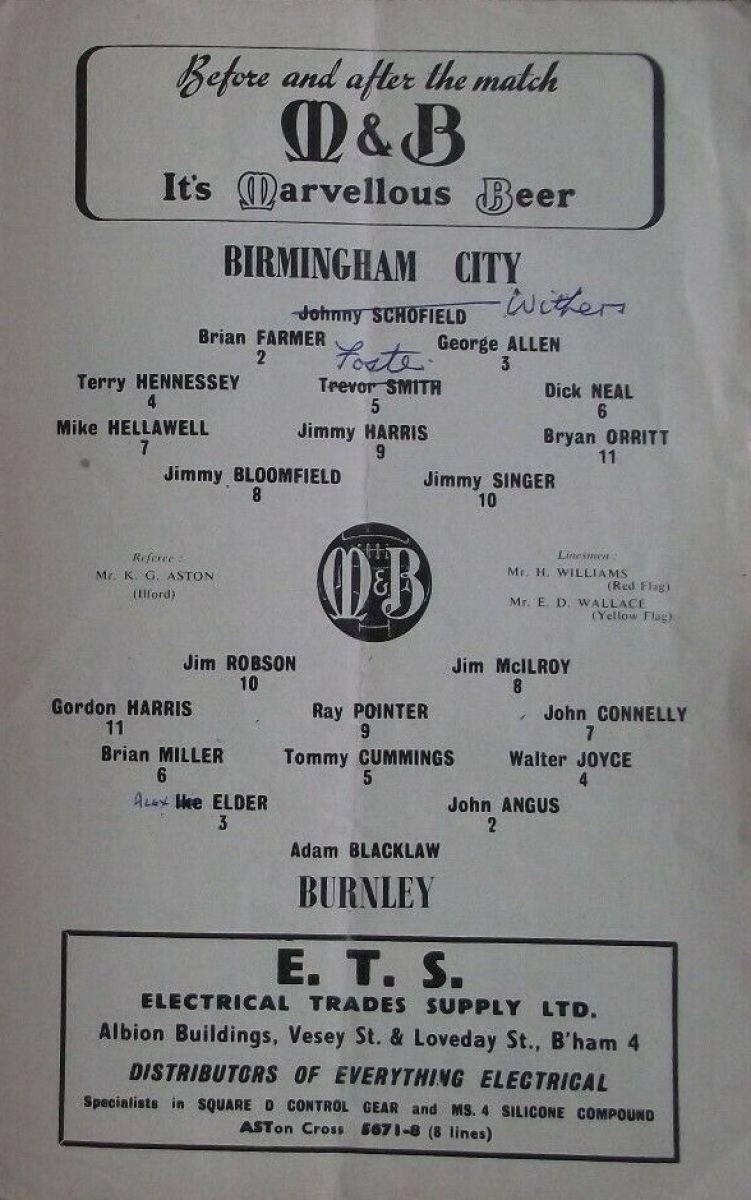 Before and after the match
M & B
It's Marvellous Beer
BIRMINGHAM CITY
Johnny SCHOFIELD Withers
Brian FARMER George ALLEN
2 Foster 3
Terry HENNESSEY Trevor SMITH Dick NEAL
4 5 6
Mike HELLAWELL Jimmy HARRIS Bryan ORRITT
7 9 11
Jimmy BLOOMFIELD Jimmy SINGER
8 10
Referee :
Mr. K. G. ASTON
(Ilford)
M & B
Linesmen :
Mr. H. WILLIAMS
(Red Flag)
Mr. E. D. WALLACE
(Yellow Flag)
Jim ROBSON Jim McILROY
10 8
Gordon HARRIS Ray POINTER John CONNELLY
11 9 7
Brian MILLER Tommy CUMMINGS Walter JOYCE
6 5 4
ALEX Ike ELDER John ANGUS
3 2
Adam BLACKLAW
BURNLEY
E. T. S.
ELECTRICAL TRADES SUPPLY LTD.
Albion Buildings, Vesey St. & Loveday St., B'ham 4
DISTRIBUTORS OF EVERYTHING ELECTRICAL
Specialists in SQUARE D CONTROL GEAR and MS. 4 SILICONE COMPOUND
ASTon Cross 5671-8 (8 lines)